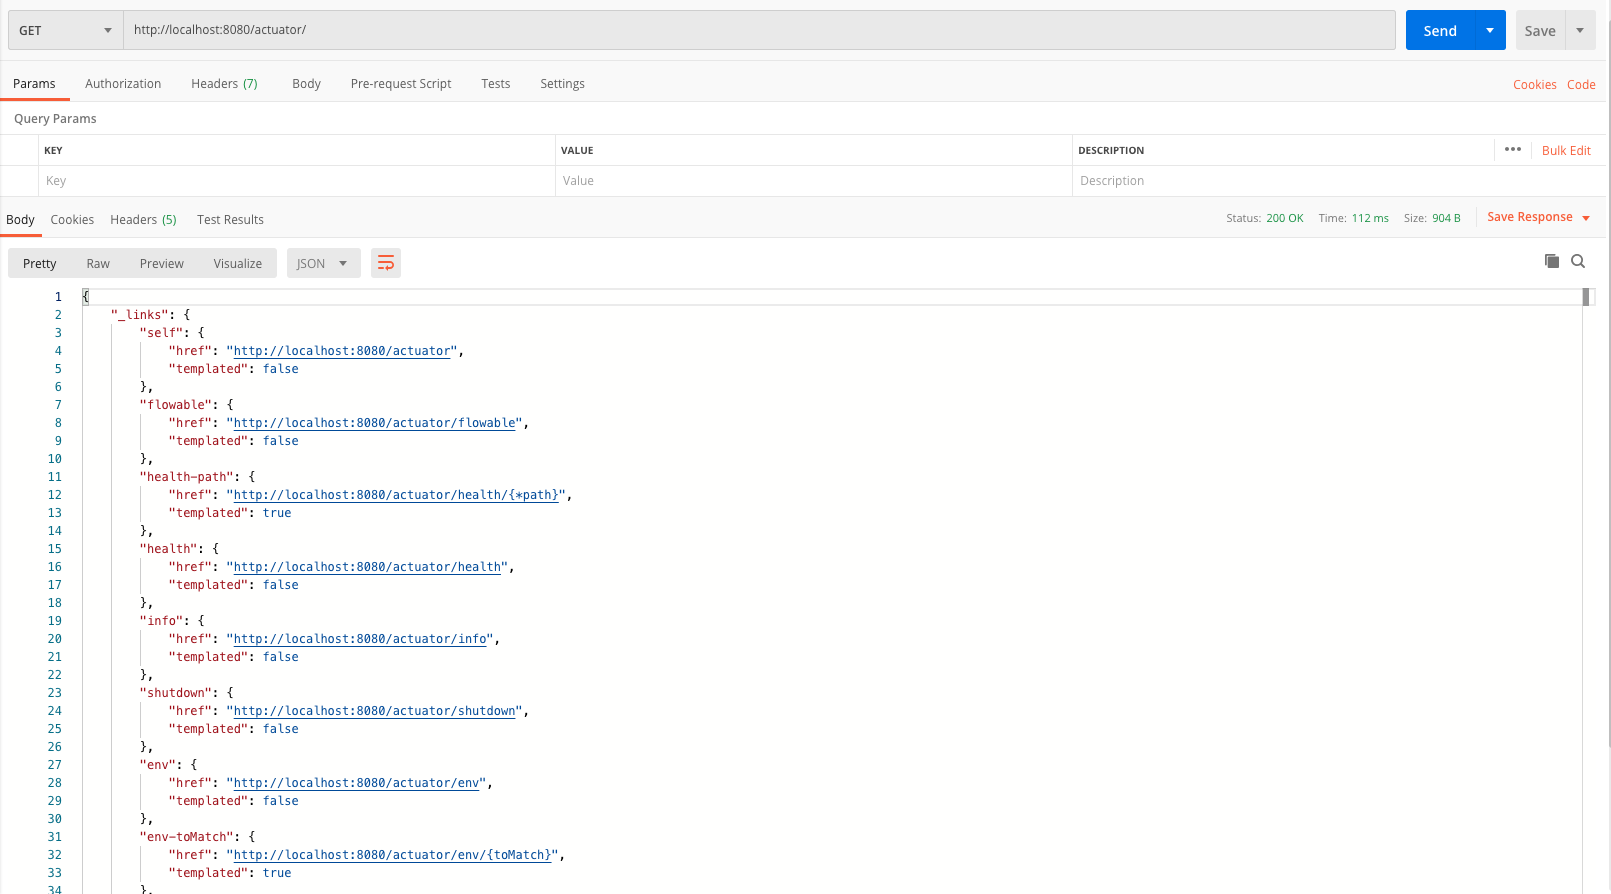 GET http://localhost:8080/actuator/ Send Save
Params Authorization Headers (7) Body Pre-request Script Tests Settings Cookies Code
Query Params
KEY VALUE DESCRIPTION ••• Bulk Edit
Key Value Description
Body Cookies Headers (5) Test Results Status: 200 OK Time: 112 ms Size: 904 B Save Response
Pretty Raw Preview Visualize JSON
1 {
2 "_links": {
3 "self": {
4 "href": "http://localhost:8080/actuator",
5 "templated": false
6 },
7 "flowable": {
8 "href": "http://localhost:8080/actuator/flowable",
9 "templated": false
10 },
11 "health-path": {
12 "href": "http://localhost:8080/actuator/health/{*path}",
13 "templated": true
14 },
15 "health": {
16 "href": "http://localhost:8080/actuator/health",
17 "templated": false
18 },
19 "info": {
20 "href": "http://localhost:8080/actuator/info",
21 "templated": false
22 },
23 "shutdown": {
24 "href": "http://localhost:8080/actuator/shutdown",
25 "templated": false
26 },
27 "env": {
28 "href": "http://localhost:8080/actuator/env",
29 "templated": false
30 },
31 "env-toMatch": {
32 "href": "http://localhost:8080/actuator/env/{toMatch}",
33 "templated": true
34 },